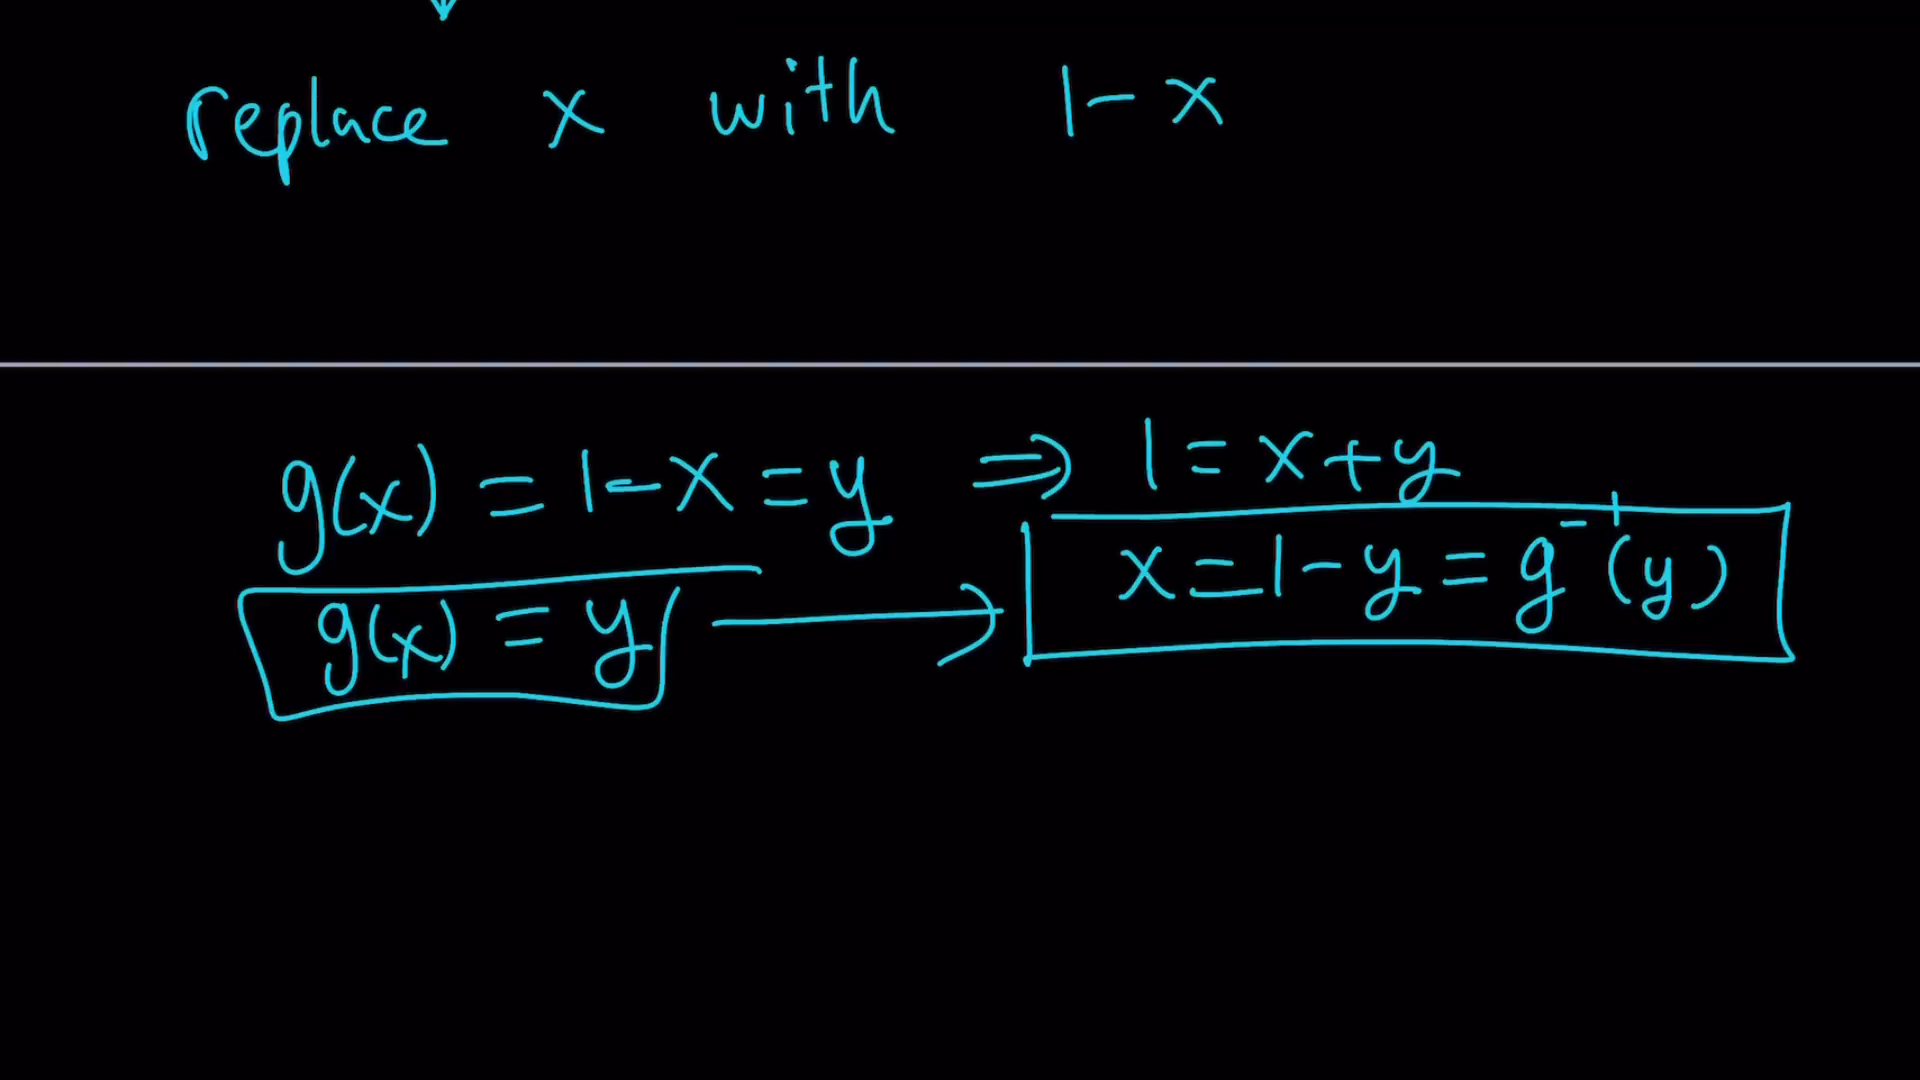 replace x with 1-x
g(x) = 1-x = y ⇒ 1 = x+y
g(x) = y → x = 1-y = g⁻¹(y)